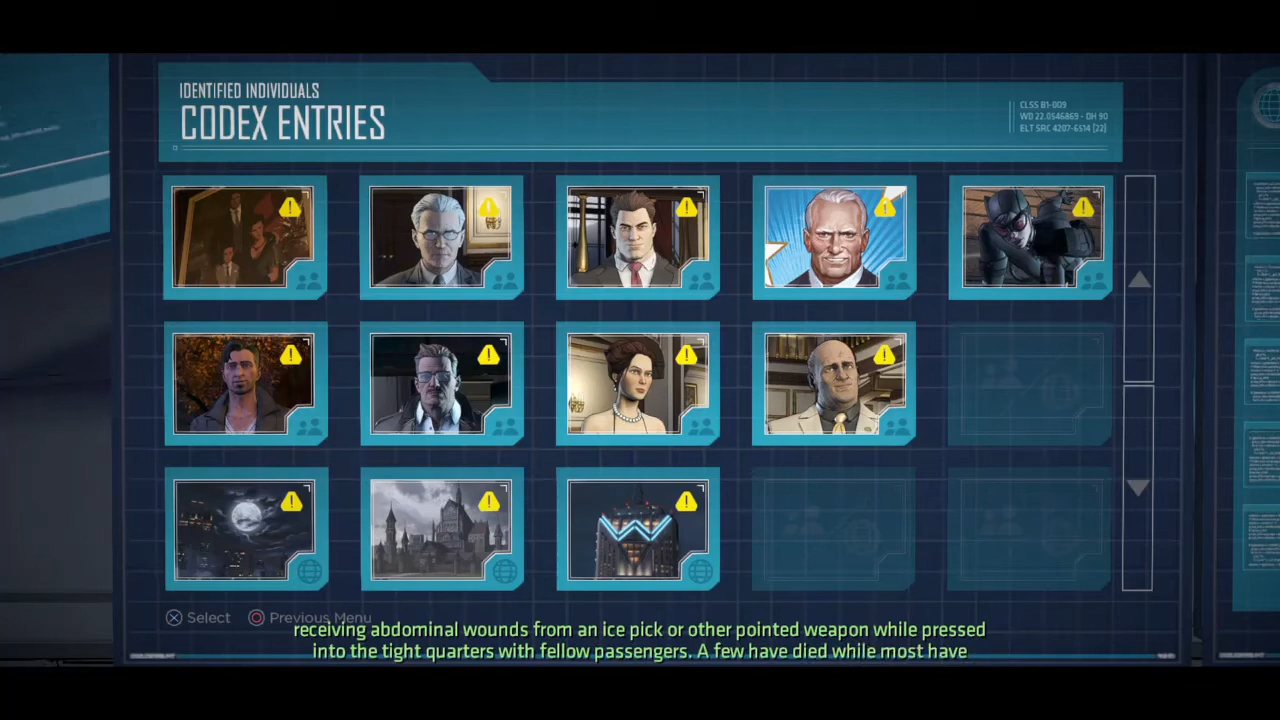 IDENTIFIED INDIVIDUALS
CODEX ENTRIES
CLSS B1-009
WD 22.0546869 - DH 90
ELT SRC 4207-6514 [22]
Select
Previous Menu
receiving abdominal wounds from an ice pick or other pointed weapon while pressed
into the tight quarters with fellow passengers. A few have died while most have